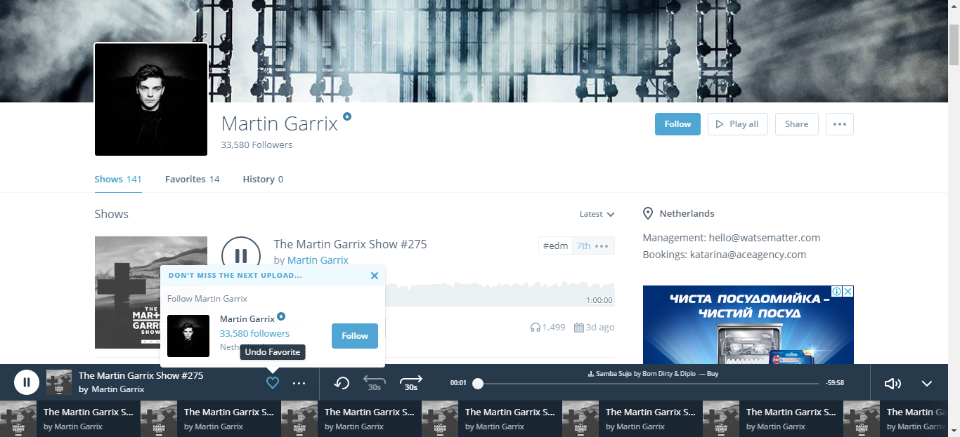 Martin Garrix
33,580 Followers
Follow
Play all
Share
Shows 141
Favorites 14
History 0
Shows
Latest
The Martin Garrix Show #275
by Martin Garrix
#edm
7th
1:00:00
1,499
3d ago
Netherlands
Management: hello@watsematter.com
Bookings: katarina@aceagency.com
DON'T MISS THE NEXT UPLOAD...
Follow Martin Garrix
Martin Garrix
33,580 followers
Neth
Follow
Undo Favorite
ЧИСТА ПОСУДОМИЙКА –
ЧИСТИЙ ПОСУД
The Martin Garrix Show #275
by Martin Garrix
30s
30s
00:01
Samba Sujo by Born Dirty & Diplo — Buy
-59:58
The Martin Garrix S...
by Martin Garrix
The Martin Garrix S...
by Martin Garrix
The Martin Garrix S...
by Martin Garrix
The Martin Garrix S...
by Martin Garrix
The Martin Garrix S...
by Martin Garrix
The Martin Garrix S...
by Martin Garrix
The Martin G
by Martin Garrix